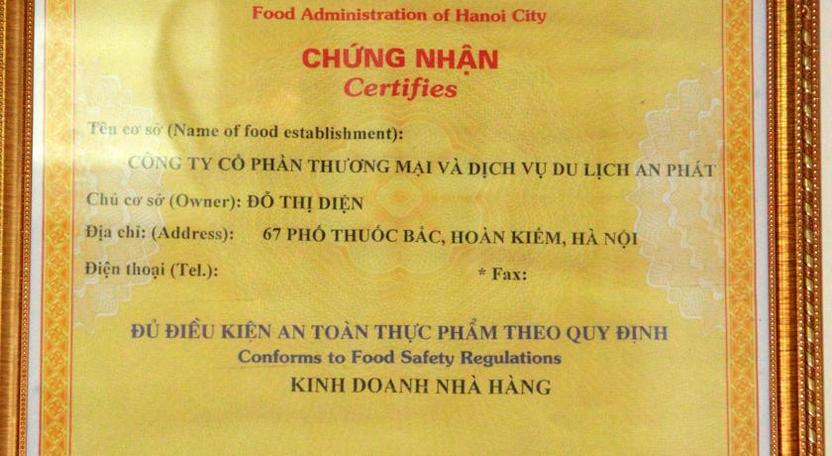 Food Administration of Hanoi City
CHỨNG NHẬN
Certifies
Tên cơ sở (Name of food establishment):
CÔNG TY CỔ PHẦN THƯƠNG MẠI VÀ DỊCH VỤ DU LỊCH AN PHÁT
Chủ cơ sở (Owner): ĐỖ THỊ DIỆN
Địa chỉ: (Address): 67 PHỐ THUỐC BẮC, HOÀN KIẾM, HÀ NỘI
Điện thoại (Tel.): * Fax:
ĐỦ ĐIỀU KIỆN AN TOÀN THỰC PHẨM THEO QUY ĐỊNH
Conforms to Food Safety Regulations
KINH DOANH NHÀ HÀNG